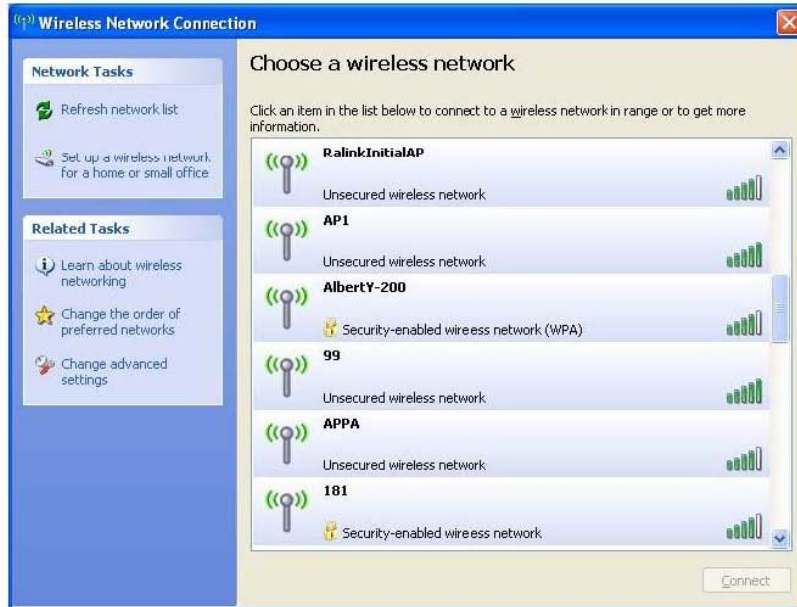 Wireless Network Connection
Network Tasks
Refresh network list
Set up a wireless network
for a home or small office
Related Tasks
Learn about wireless
networking
Change the order of
preferred networks
Change advanced
settings
Choose a wireless network
Click an item in the list below to connect to a wireless network in range or to get more
information.
RalinkInitialAP
Unsecured wireless network
AP1
Unsecured wireless network
AlbertY-200
Security-enabled wireess network (WPA)
99
Unsecured wireless network
APPA
Unsecured wireless network
181
Security-enabled wireess network
Connect